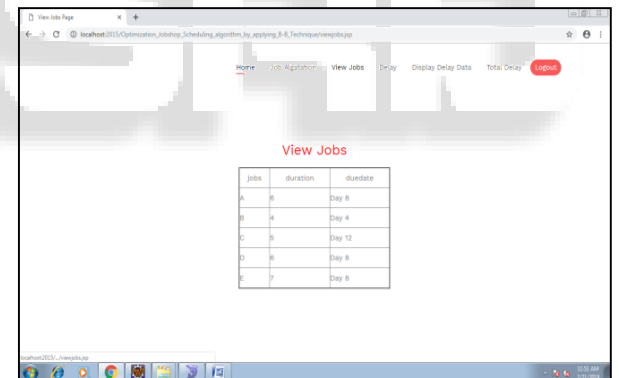 View Jobs Page
localhost:2015/Optimization_Jobshop_Scheduling_algorithm_by_applying_B-B_Technique/viewjobs.jsp
Home Job Algatation View Jobs Delay Display Delay Data Total Delay Logout
View Jobs
jobs duration duedate
A 6 Day 8
B 4 Day 4
C 5 Day 12
D 6 Day 8
E 7 Day 8
localhost:2015/.../viewjobs.jsp